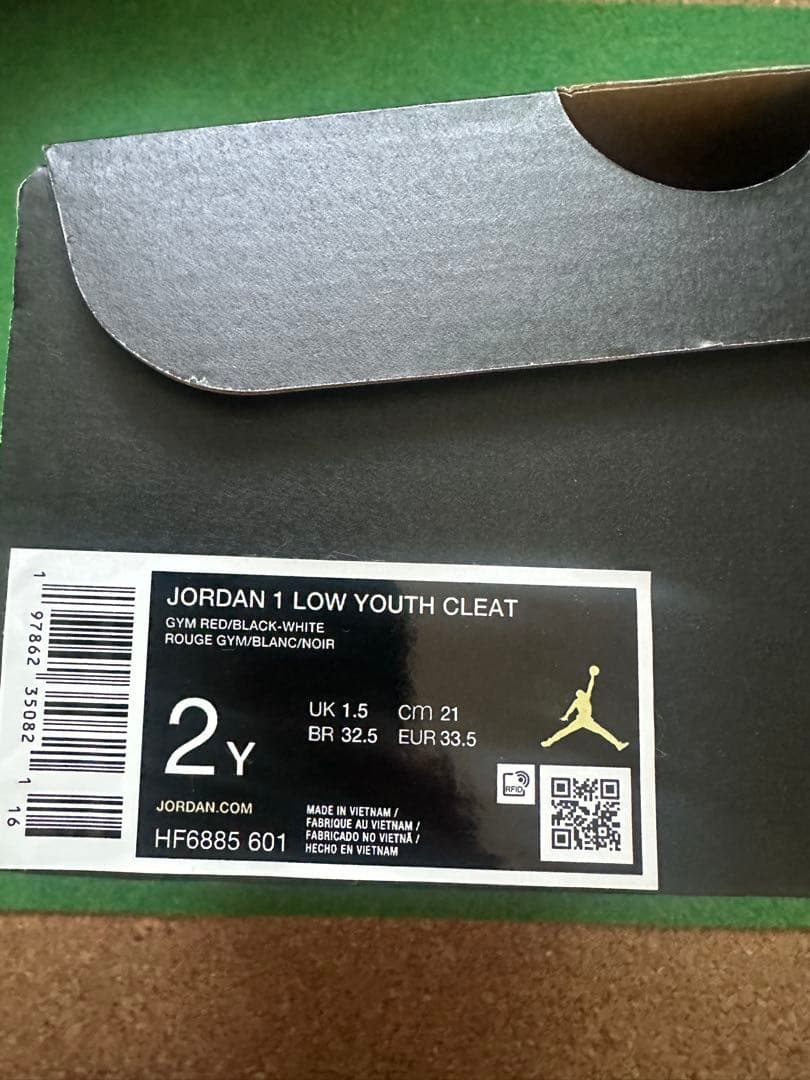 JORDAN 1 LOW YOUTH CLEAT
GYM RED/BLACK-WHITE
ROUGE GYM/BLANC/NOIR
2Y
UK 1.5 cm 21
BR 32.5 EUR 33.5
RFID
JORDAN.COM
HF6885 601
MADE IN VIETNAM /
FABRIQUE AU VIETNAM /
FABRICADO NO VIETNÃ /
HECHO EN VIETNAM
1 97862 35082 1 16